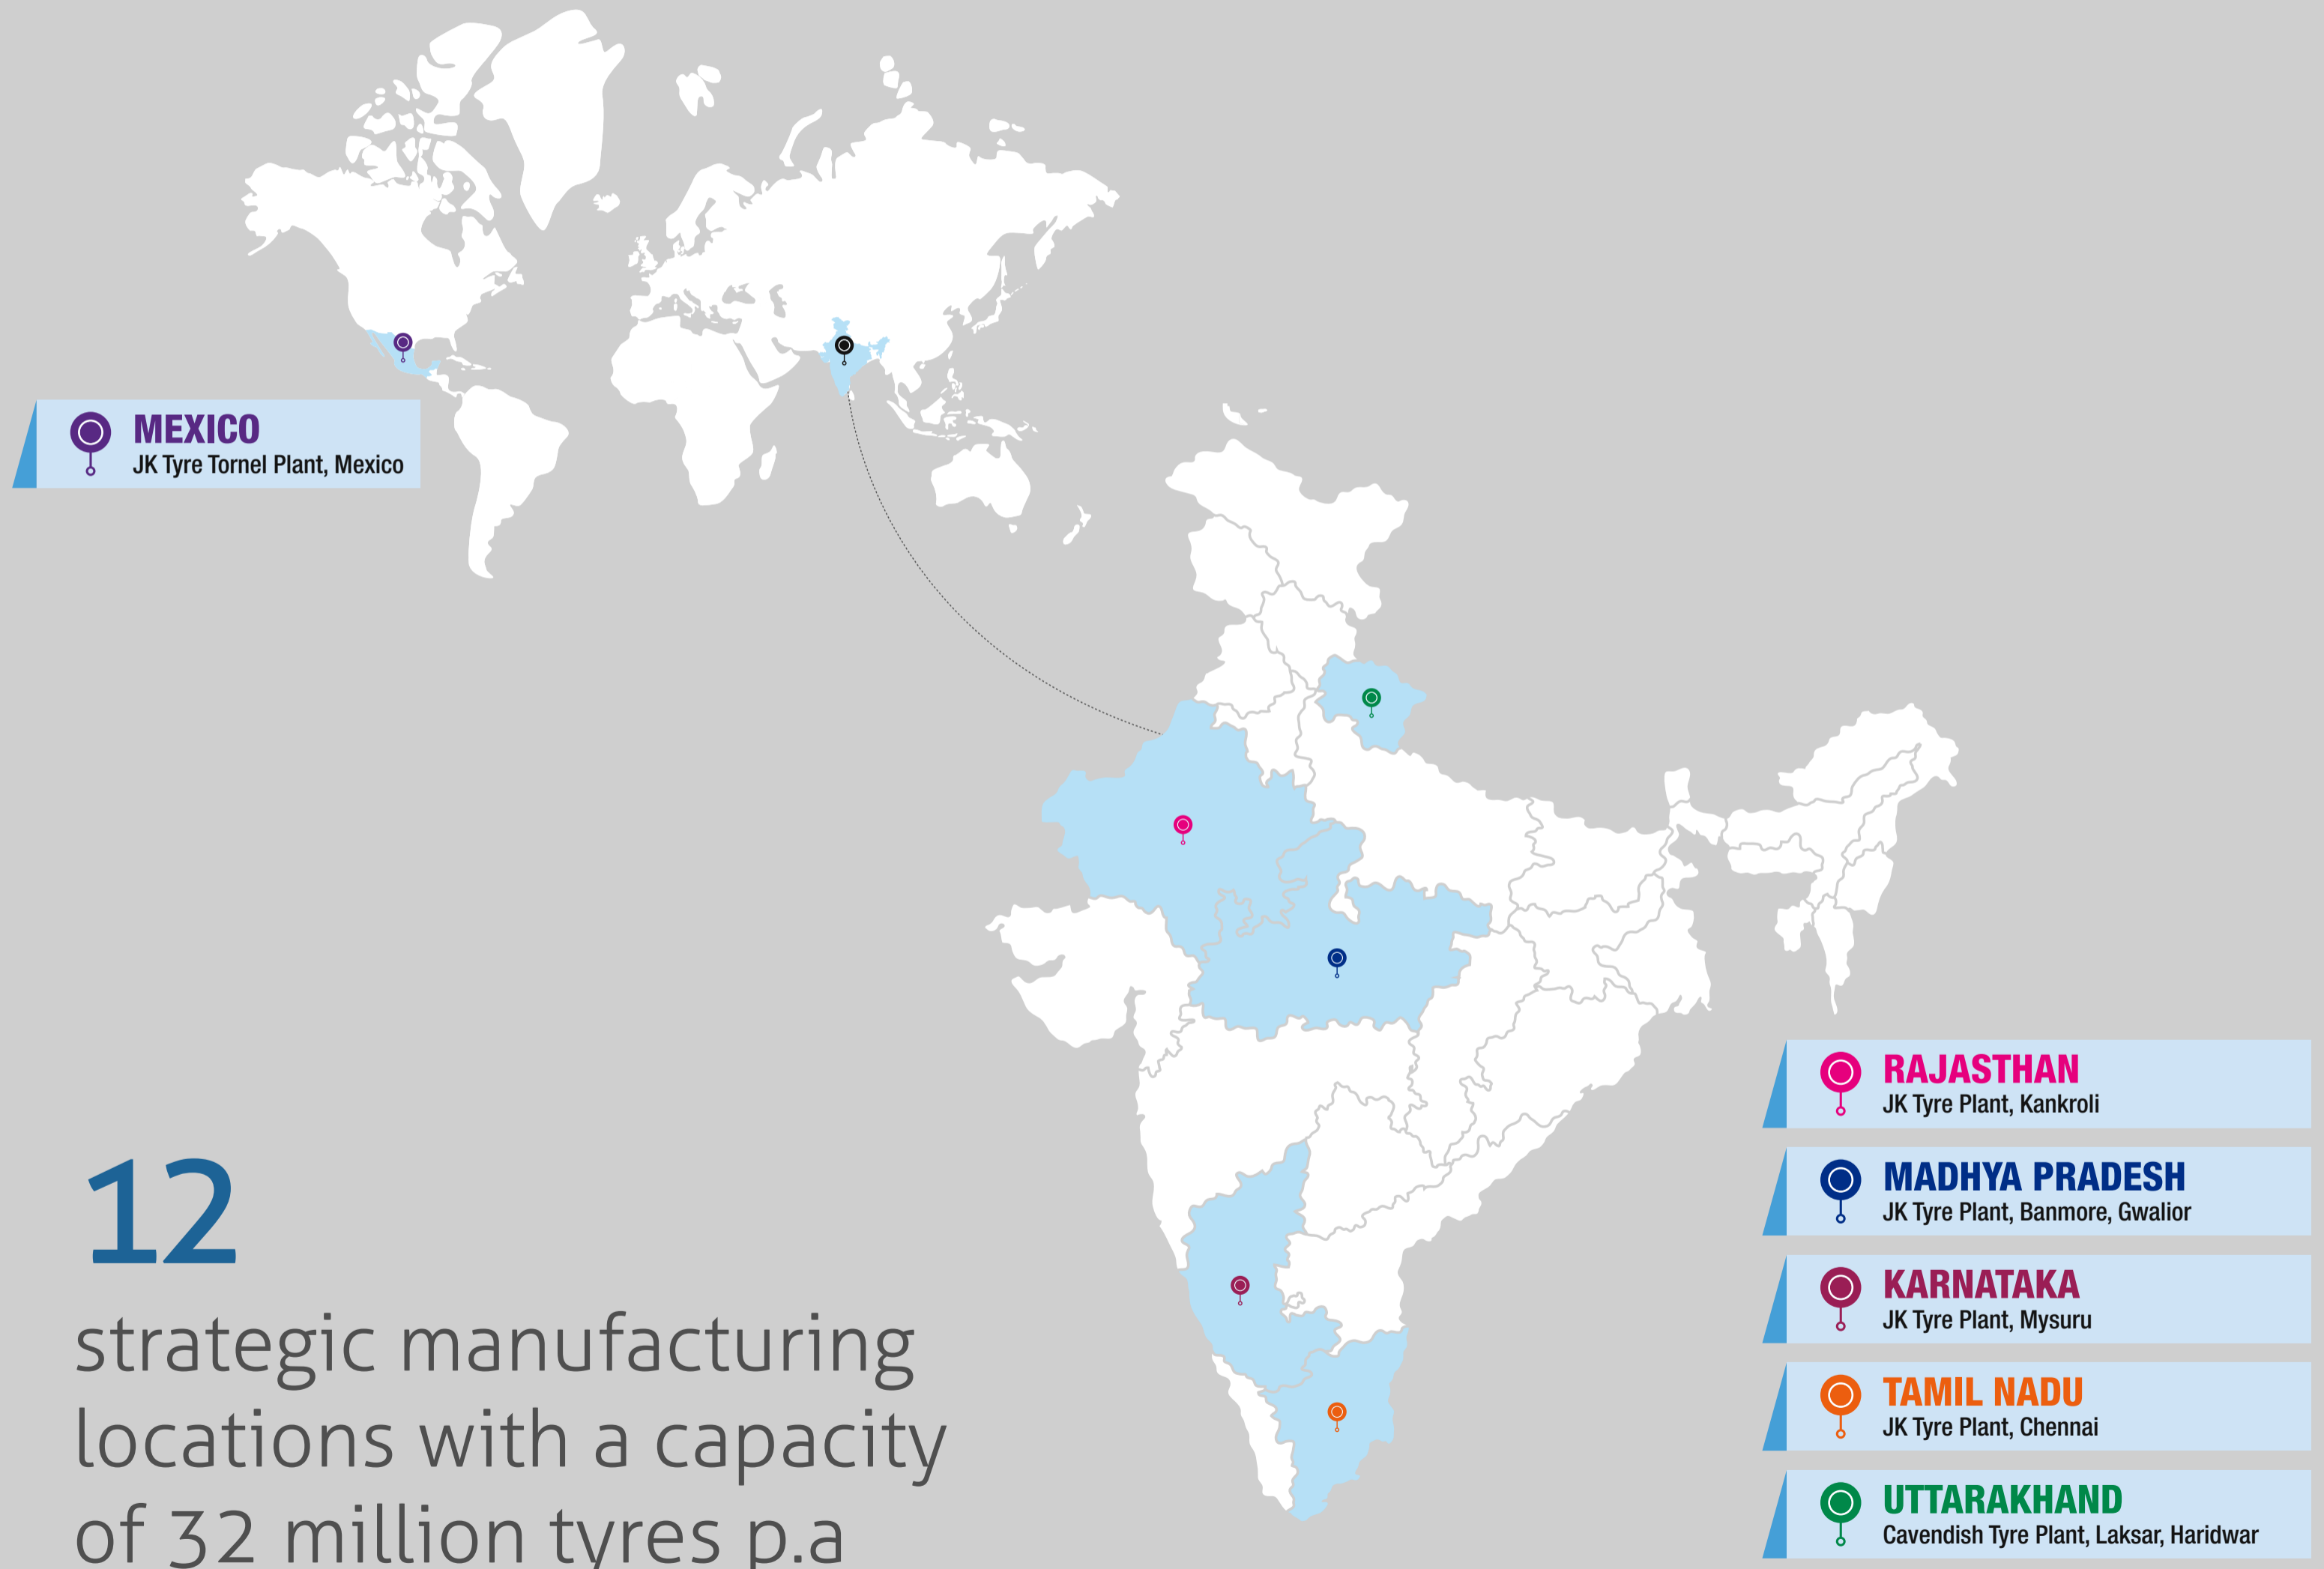 MEXICO
JK Tyre Tornel Plant, Mexico
12
strategic manufacturing
locations with a capacity
of 32 million tyres p.a
RAJASTHAN
JK Tyre Plant, Kankroli
MADHYA PRADESH
JK Tyre Plant, Banmore, Gwalior
KARNATAKA
JK Tyre Plant, Mysuru
TAMIL NADU
JK Tyre Plant, Chennai
UTTARAKHAND
Cavendish Tyre Plant, Laksar, Haridwar